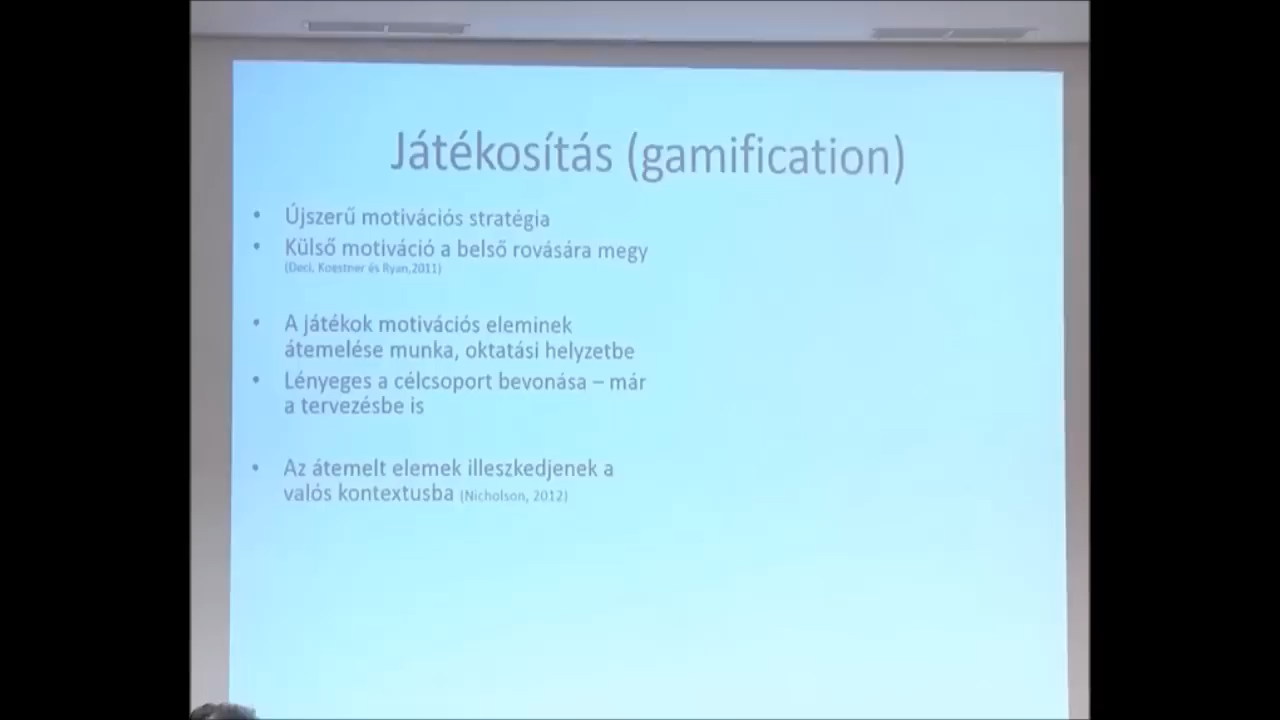 Játékosítás (gamification)
• Újszerű motivációs stratégia
• Külső motiváció a belső rovására megy
(Deci, Koestner és Ryan,2011)
• A játékok motivációs eleminek
átemelése munka, oktatási helyzetbe
• Lényeges a célcsoport bevonása – már
a tervezésbe is
• Az átemelt elemek illeszkedjenek a
valós kontextusba (Nicholson, 2012)